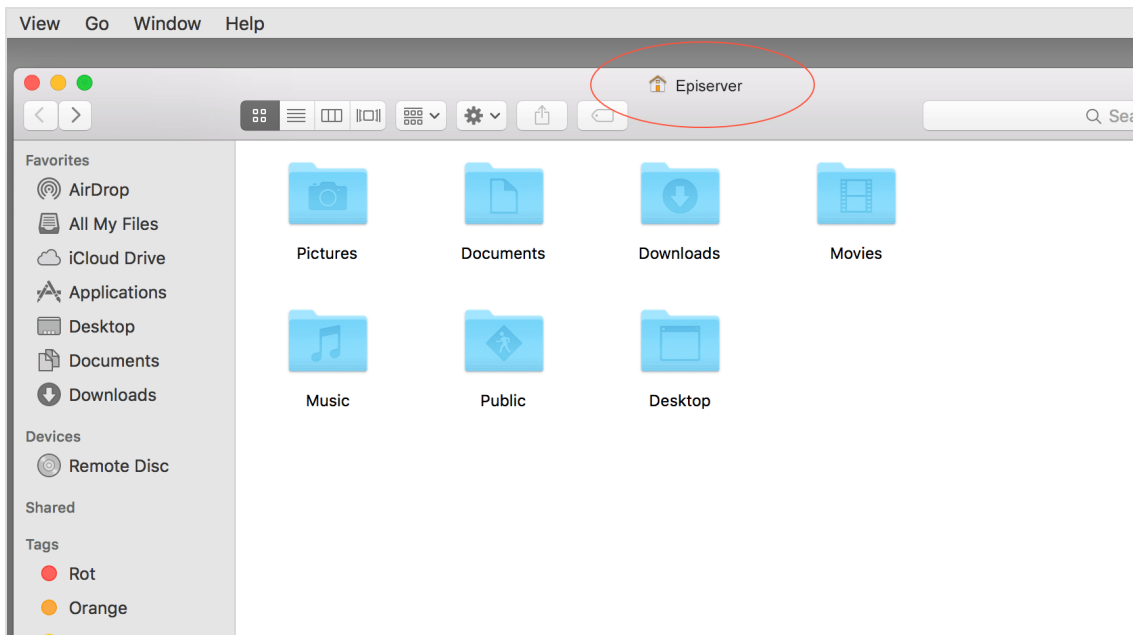 View Go Window Help
Episerver
Sea
Favorites
AirDrop
All My Files
iCloud Drive
Applications
Desktop
Documents
Downloads
Devices
Remote Disc
Shared
Tags
Rot
Orange
Pictures Documents Downloads Movies
Music Public Desktop